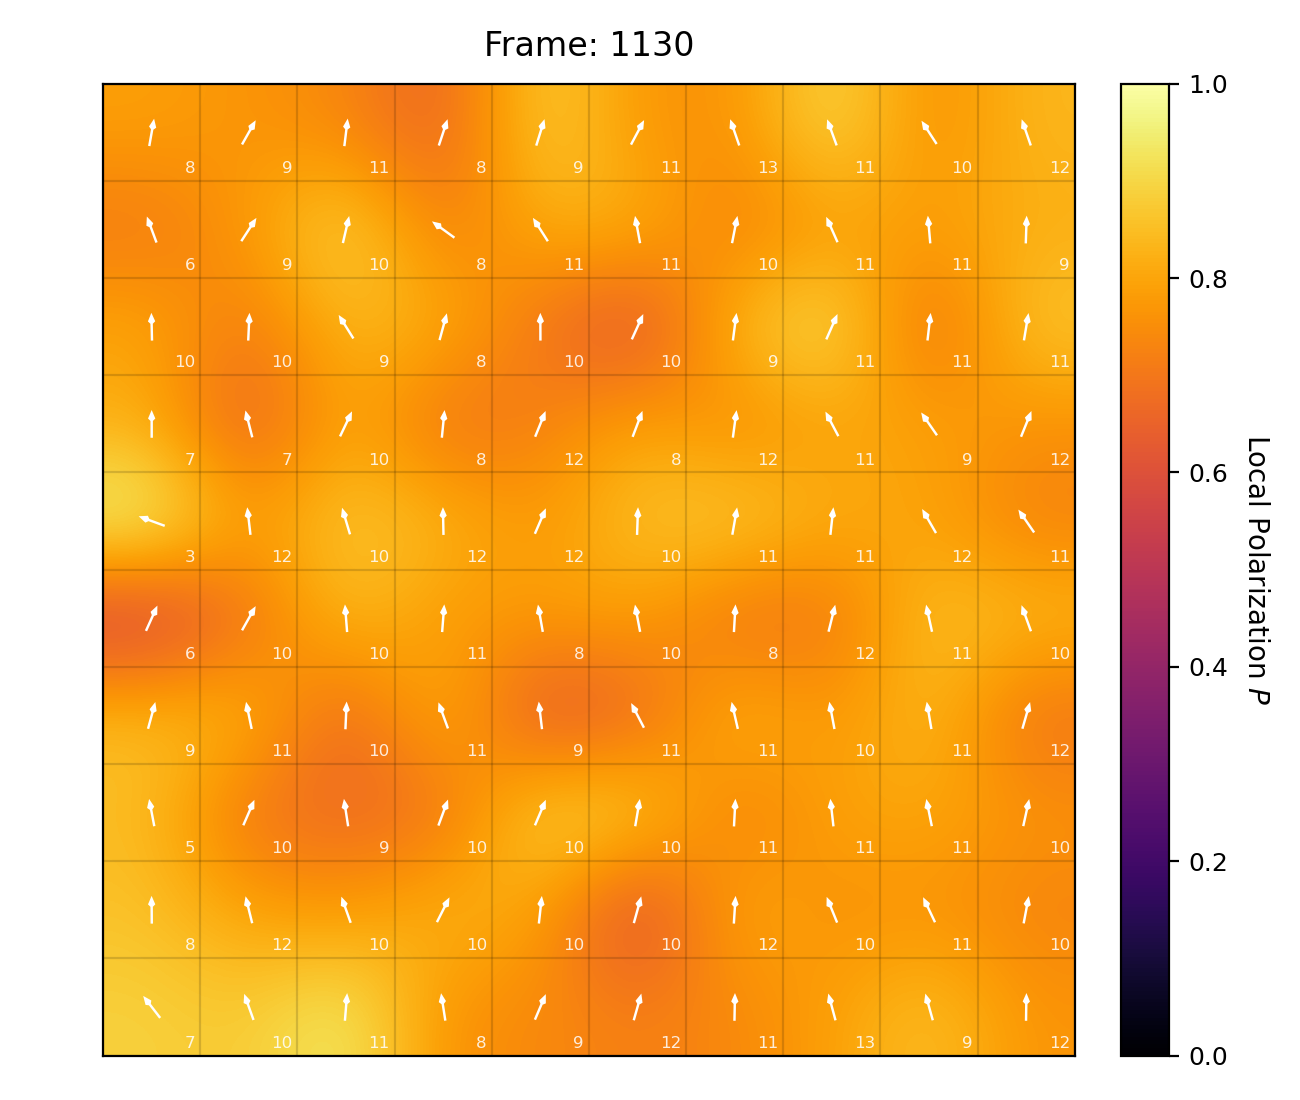 Frame: 1130
1.0
8 9 11 8 9 11 13 11 10 12
6 9 10 8 11 11 10 11 11 9
0.8
10 10 9 8 10 10 9 11 11 11
7 7 10 8 12 8 12 11 9 12
0.6
3 12 10 12 12 10 11 11 12 11
6 10 10 11 8 10 8 12 11 10
0.4
9 11 10 11 9 11 11 10 11 12
5 10 9 10 10 10 11 11 11 10
0.2
8 12 10 10 10 10 12 10 11 10
7 10 11 8 9 12 11 13 9 12
0.0
Local Polarization P